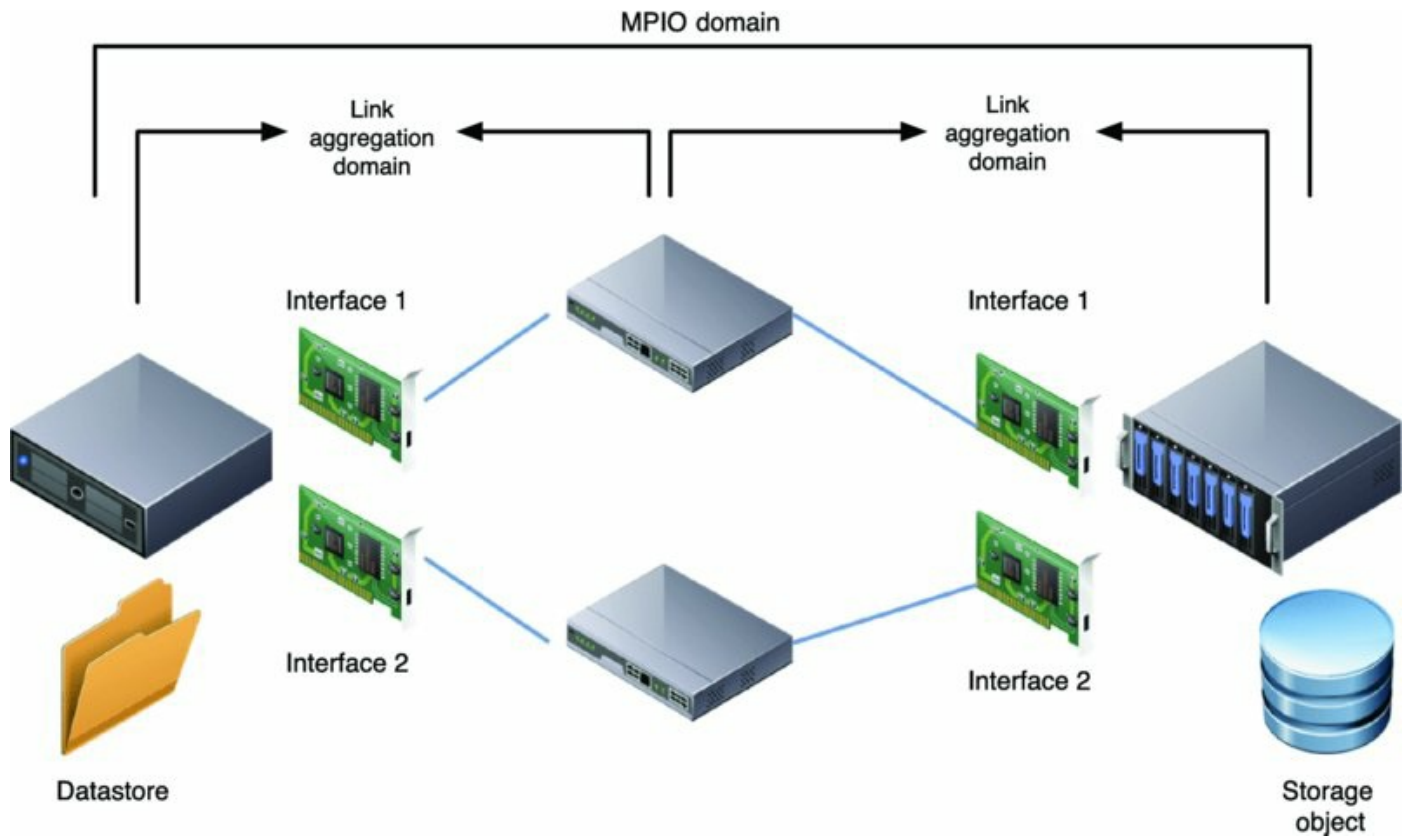 MPIO domain
Link
aggregation
domain
Link
aggregation
domain
Interface 1
Interface 1
Interface 2
Interface 2
Datastore
Storage
object